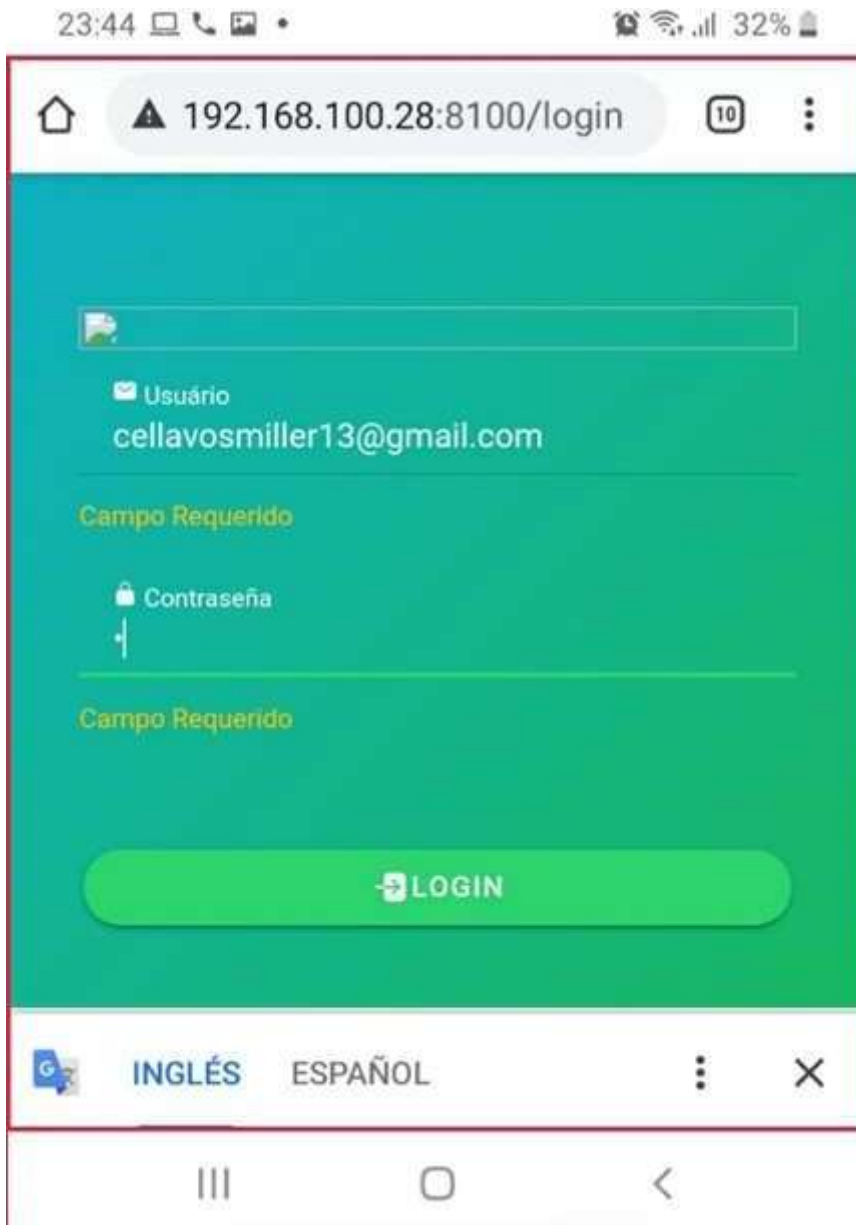 23:44 32%
192.168.100.28:8100/login 10
Usuário
cellavosmiller13@gmail.com
Campo Requerido
Contraseña
Campo Requerido
LOGIN
G INGLÉS ESPAÑOL